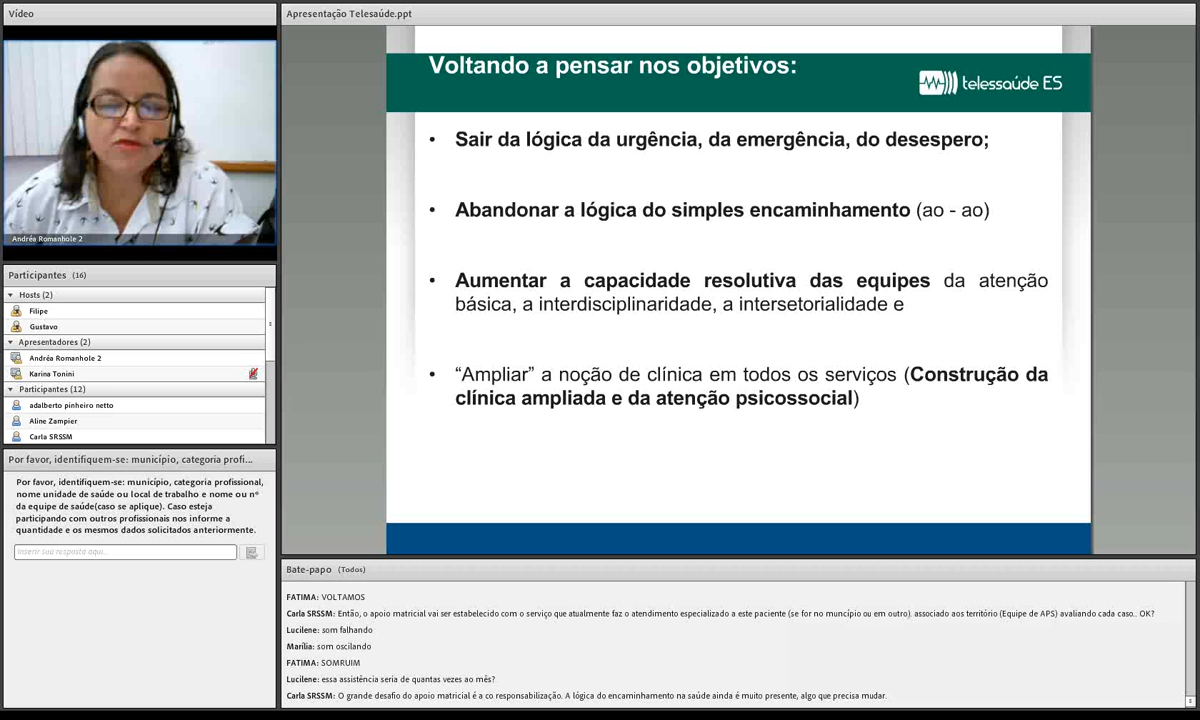 Vídeo
Andréa Romanhole 2
Participantes (16)
Hosts (2)
Filipe
Gustavo
Apresentadores (2)
Andréa Romanhole 2
Karina Tonini
Participantes (12)
adalberto pinheiro netto
Aline Zampier
Carla SRSSM
Por favor, identifiquem-se: município, categoria profi...
Por favor, identifiquem-se: município, categoria profissional,
nome unidade de saúde ou local de trabalho e nome ou nº
da equipe de saúde(caso se aplique). Caso esteja
participando com outros profissionais nos informe a
quantidade e os mesmos dados solicitados anteriormente.
Inserir sua resposta aqui...
Apresentação Telesaúde.ppt
Voltando a pensar nos objetivos:
telessaúde ES
• Sair da lógica da urgência, da emergência, do desespero;
• Abandonar a lógica do simples encaminhamento (ao - ao)
• Aumentar a capacidade resolutiva das equipes da atenção
básica, a interdisciplinaridade, a intersetorialidade e
• “Ampliar” a noção de clínica em todos os serviços (Construção da
clínica ampliada e da atenção psicossocial)
Bate-papo (Todos)
FATIMA: VOLTAMOS
Carla SRSSM: Então, o apoio matricial vai ser estabelecido com o serviço que atualmente faz o atendimento especializado a este paciente (se for no muncípio ou em outro). associado aos território (Equipe de APS) avaliando cada caso.. OK?
Lucilene: som falhando
Marília: som oscilando
FATIMA: SOMRUIM
Lucilene: essa assistência seria de quantas vezes ao mês?
Carla SRSSM: O grande desafio do apoio matricial é a co responsabilização. A lógica do encaminhamento na saúde ainda é muito presente, algo que precisa mudar.